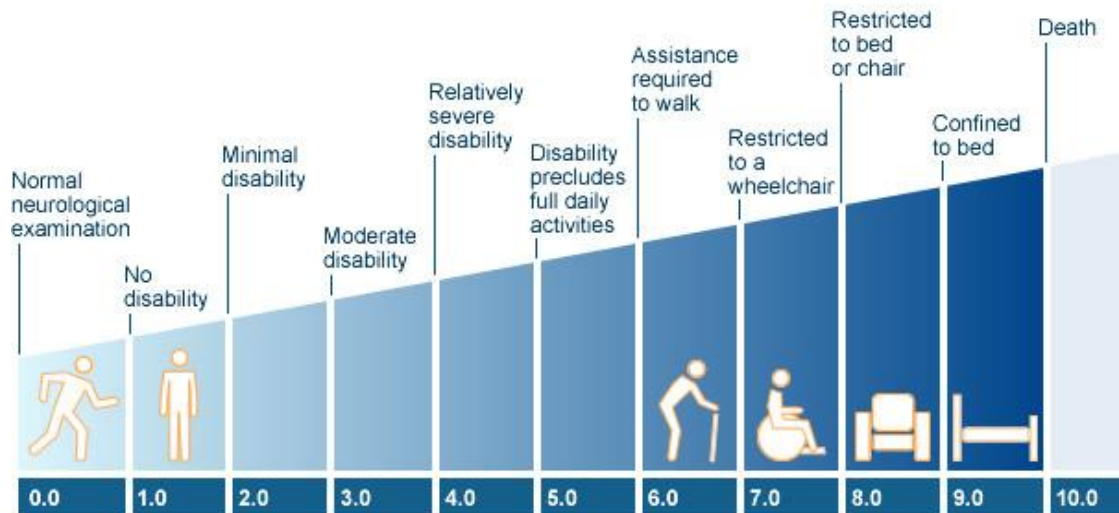 Normal
neurological
examination
No
disability
Minimal
disability
Moderate
disability
Relatively
severe
disability
Disability
precludes
full daily
activities
Assistance
required
to walk
Restricted
to a
wheelchair
Restricted
to bed
or chair
Confined
to bed
Death
0.0
1.0
2.0
3.0
4.0
5.0
6.0
7.0
8.0
9.0
10.0